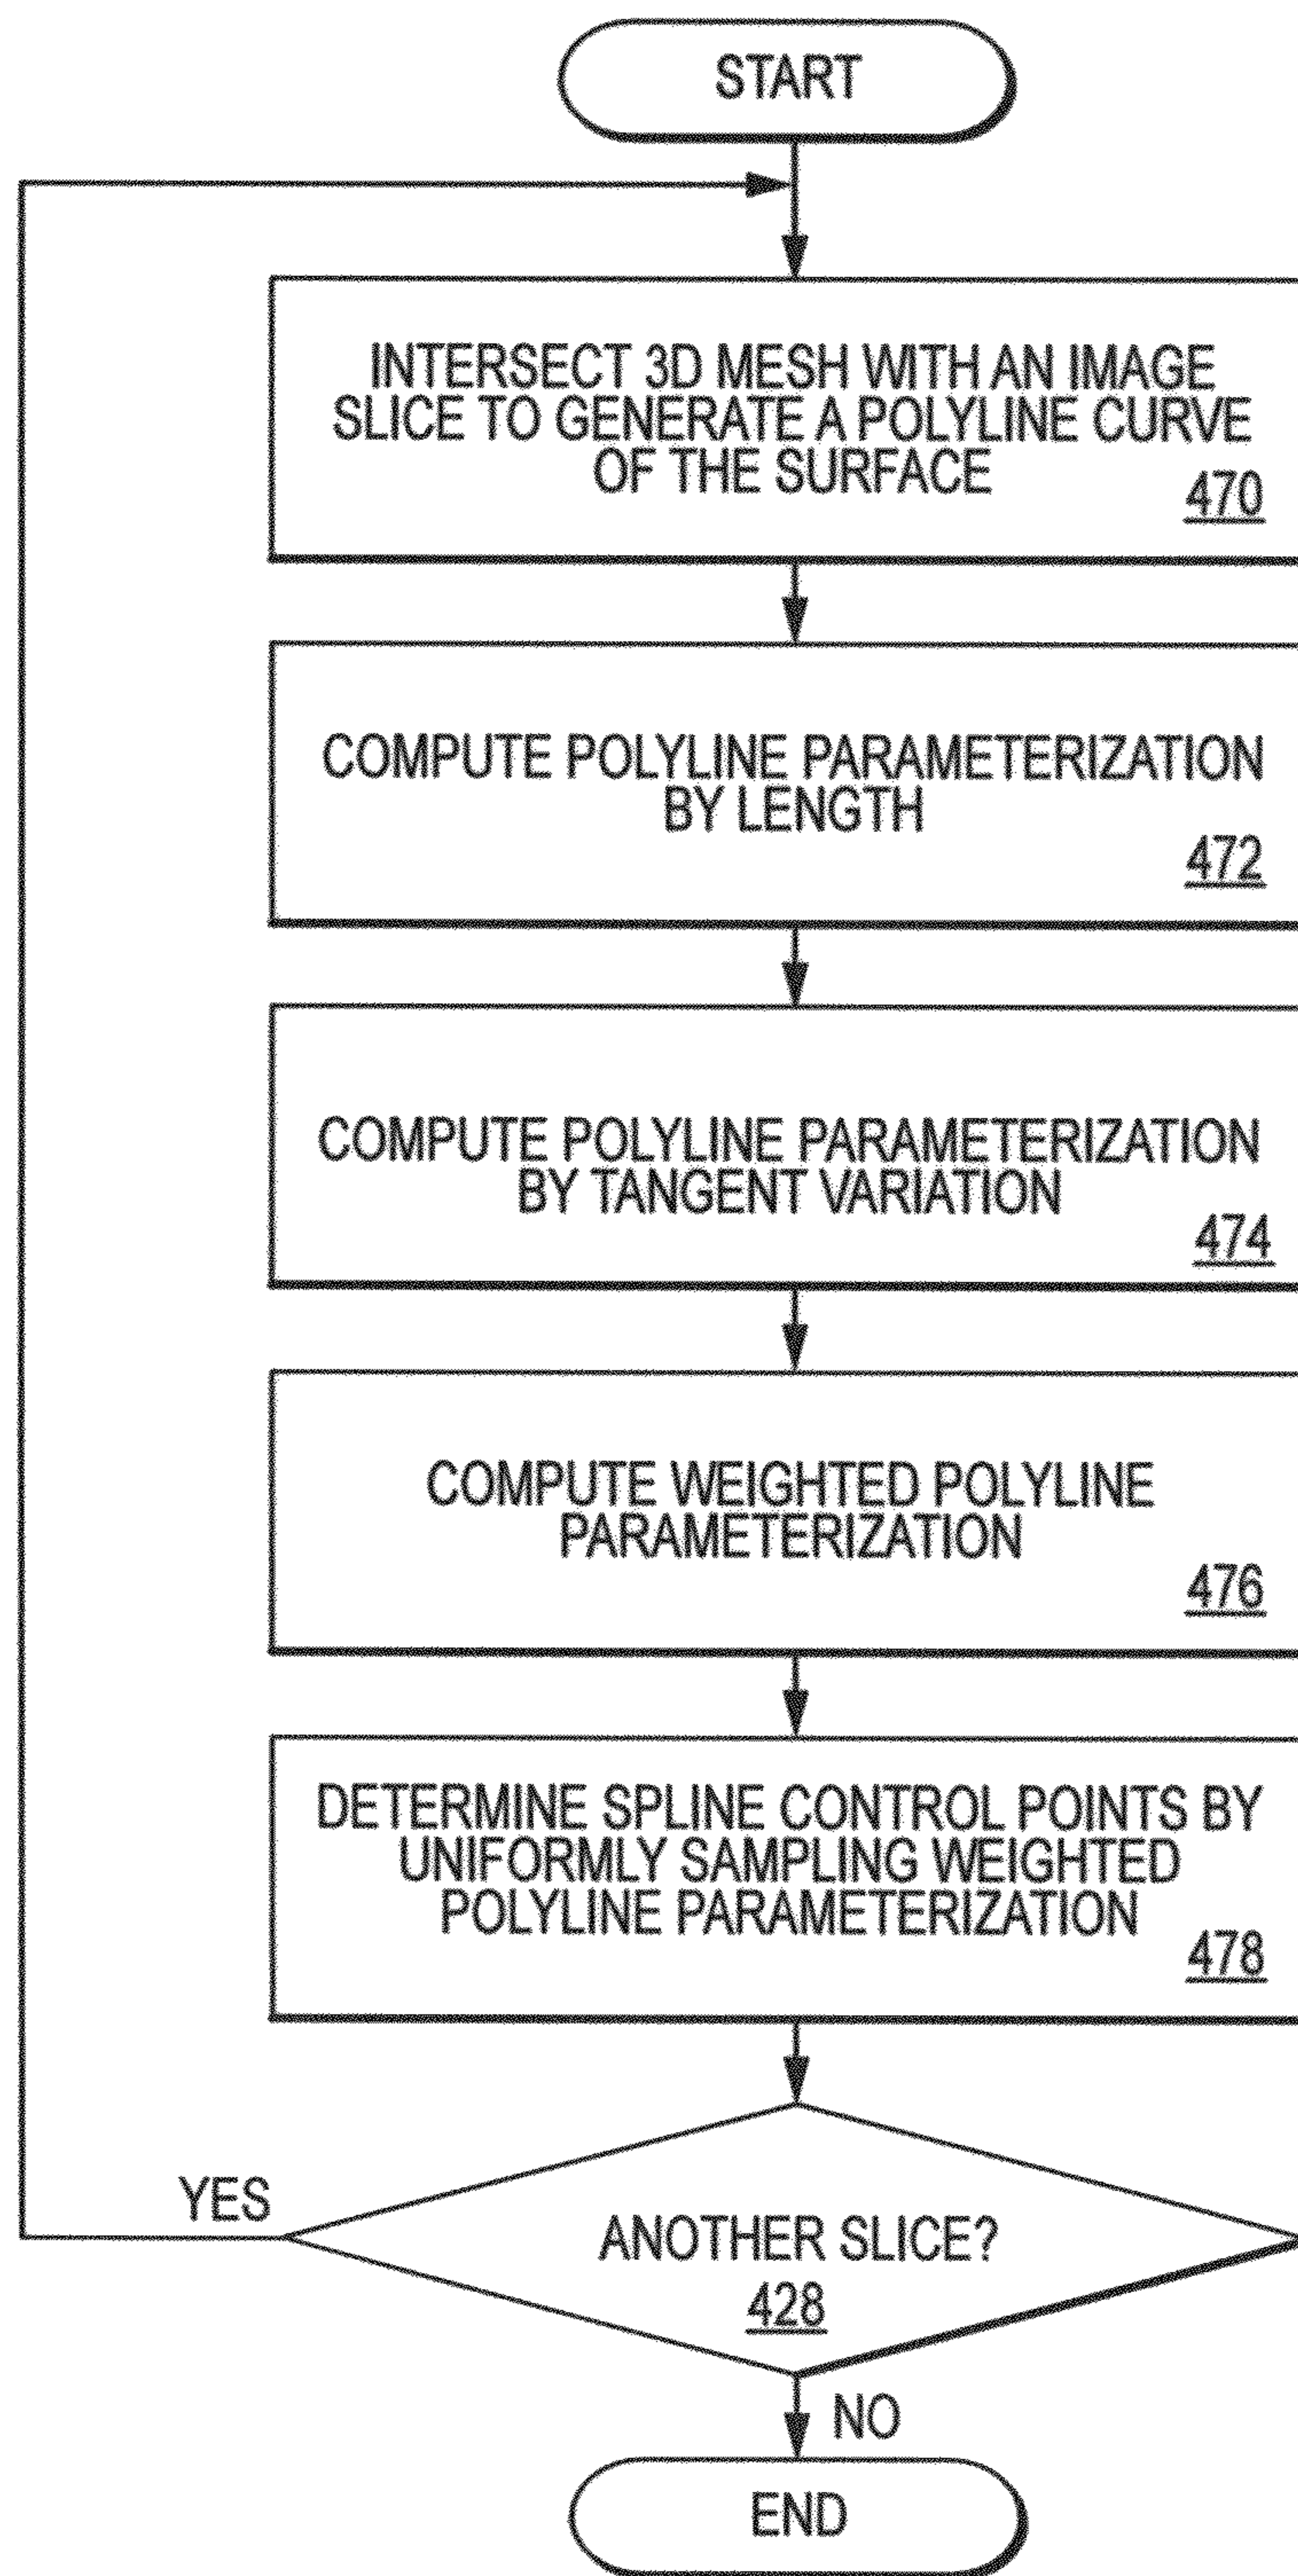 START
INTERSECT 3D MESH WITH AN IMAGE
SLICE TO GENERATE A POLYLINE CURVE
OF THE SURFACE
470
COMPUTE POLYLINE PARAMETERIZATION
BY LENGTH
472
COMPUTE POLYLINE PARAMETERIZATION
BY TANGENT VARIATION
474
COMPUTE WEIGHTED POLYLINE
PARAMETERIZATION
476
DETERMINE SPLINE CONTROL POINTS BY
UNIFORMLY SAMPLING WEIGHTED
POLYLINE PARAMETERIZATION
478
YES
ANOTHER SLICE?
428
NO
END